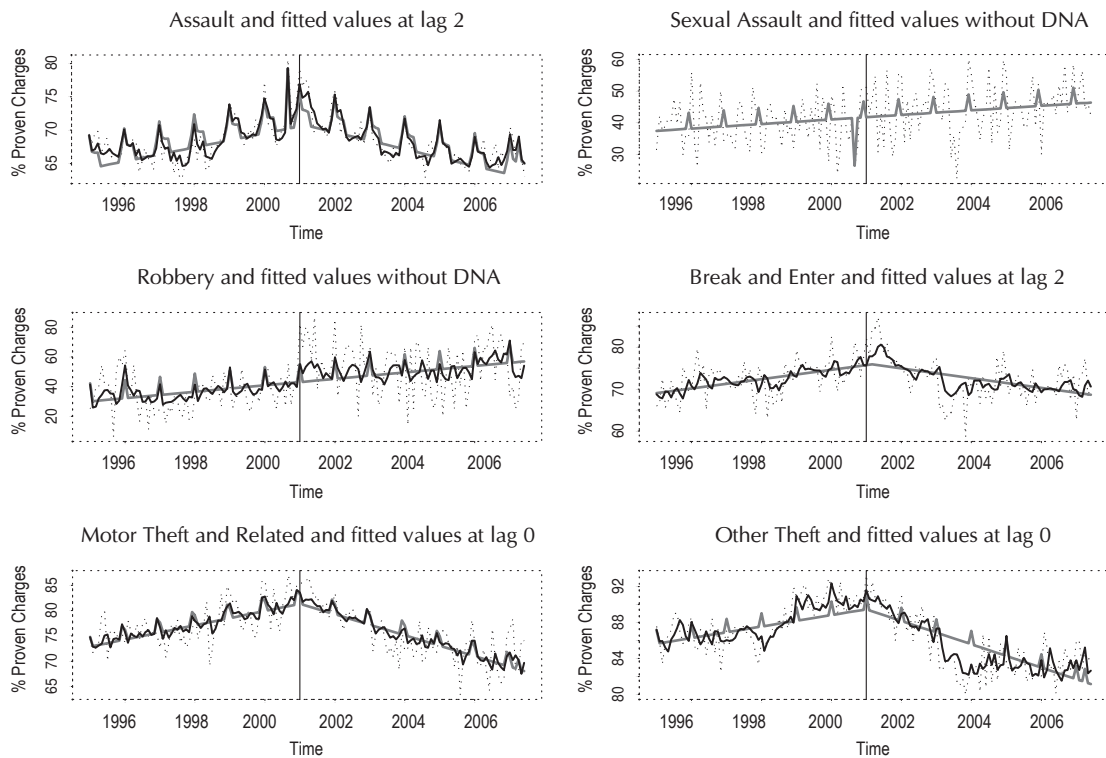 Assault and fitted values at lag 2
% Proven Charges
80
75
70
65
1996 1998 2000 2002 2004 2006
Time
Sexual Assault and fitted values without DNA
% Proven Charges
60
50
40
30
1996 1998 2000 2002 2004 2006
Time
Robbery and fitted values without DNA
% Proven Charges
80
60
40
20
1996 1998 2000 2002 2004 2006
Time
Break and Enter and fitted values at lag 2
% Proven Charges
80
70
60
1996 1998 2000 2002 2004 2006
Time
Motor Theft and Related and fitted values at lag 0
% Proven Charges
85
80
75
70
65
1996 1998 2000 2002 2004 2006
Time
Other Theft and fitted values at lag 0
% Proven Charges
92
88
84
80
1996 1998 2000 2002 2004 2006
Time